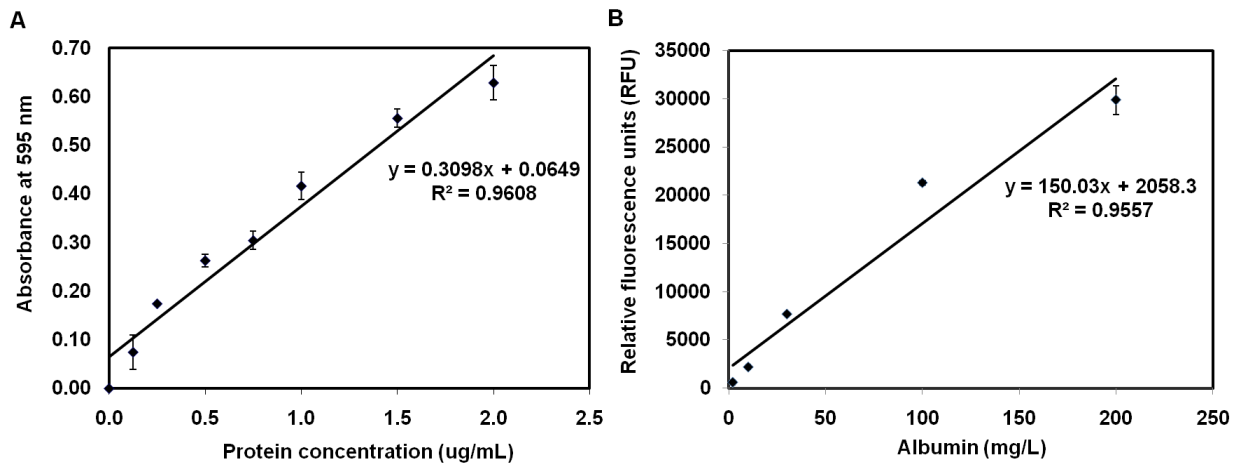 A
Absorbance at 595 nm
0.70
0.60
0.50
0.40
0.30
0.20
0.10
0.00
y = 0.3098x + 0.0649
R² = 0.9608
0.0 0.5 1.0 1.5 2.0 2.5
Protein concentration (ug/mL)
B
Relative fluorescence units (RFU)
35000
30000
25000
20000
15000
10000
5000
0
y = 150.03x + 2058.3
R² = 0.9557
0 50 100 150 200 250
Albumin (mg/L)